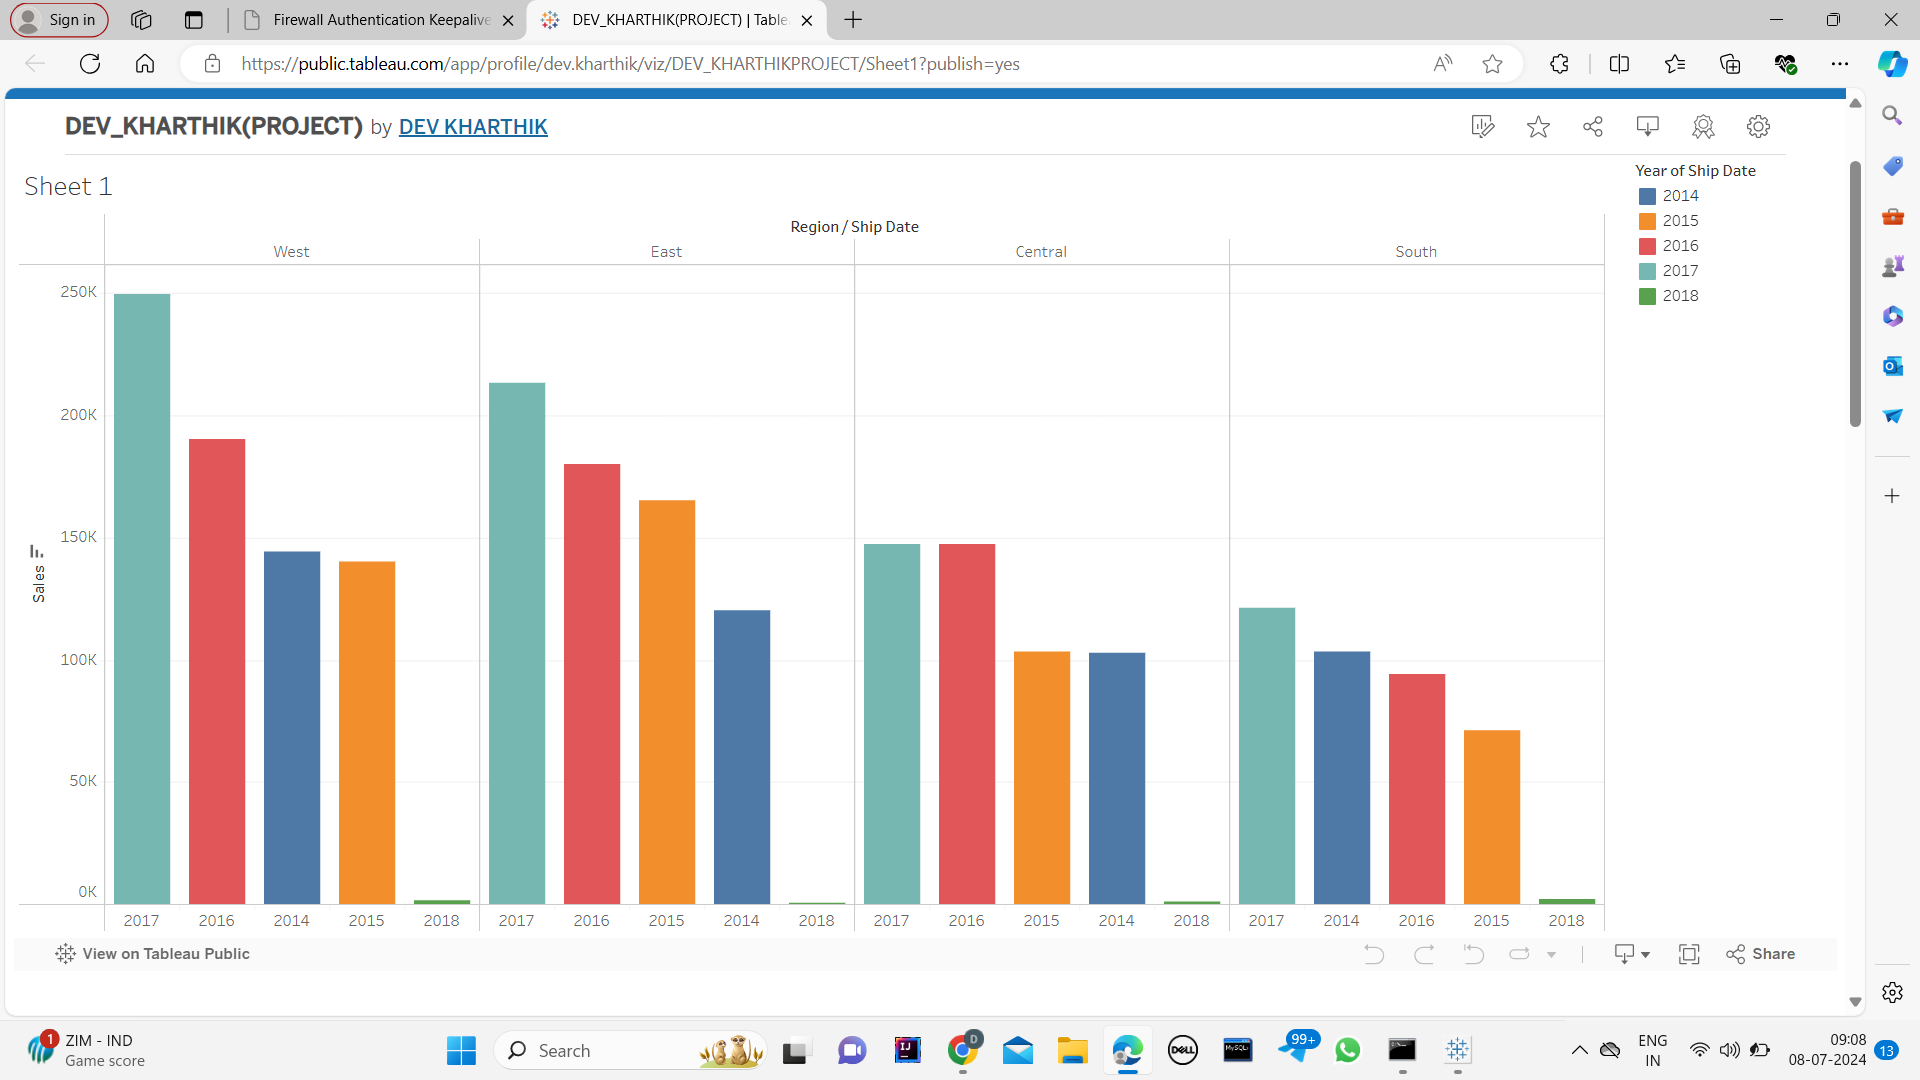 Sign in
Firewall Authentication Keepalive
DEV_KHARTHIK(PROJECT) | Table
https://public.tableau.com/app/profile/dev.kharthik/viz/DEV_KHARTHIKPROJECT/Sheet1?publish=yes
DEV_KHARTHIK(PROJECT) by DEV KHARTHIK
Sheet 1
Region / Ship Date
West East Central South
250K
200K
150K
100K
50K
0K
Sales
2017 2016 2014 2015 2018 2017 2016 2015 2014 2018 2017 2016 2015 2014 2018 2017 2014 2016 2015 2018
Year of Ship Date
2014
2015
2016
2017
2018
View on Tableau Public
Share
1
ZIM - IND
Game score
Search
D
DELL
MySQL
99+
ENG
IN
09:08
08-07-2024
13